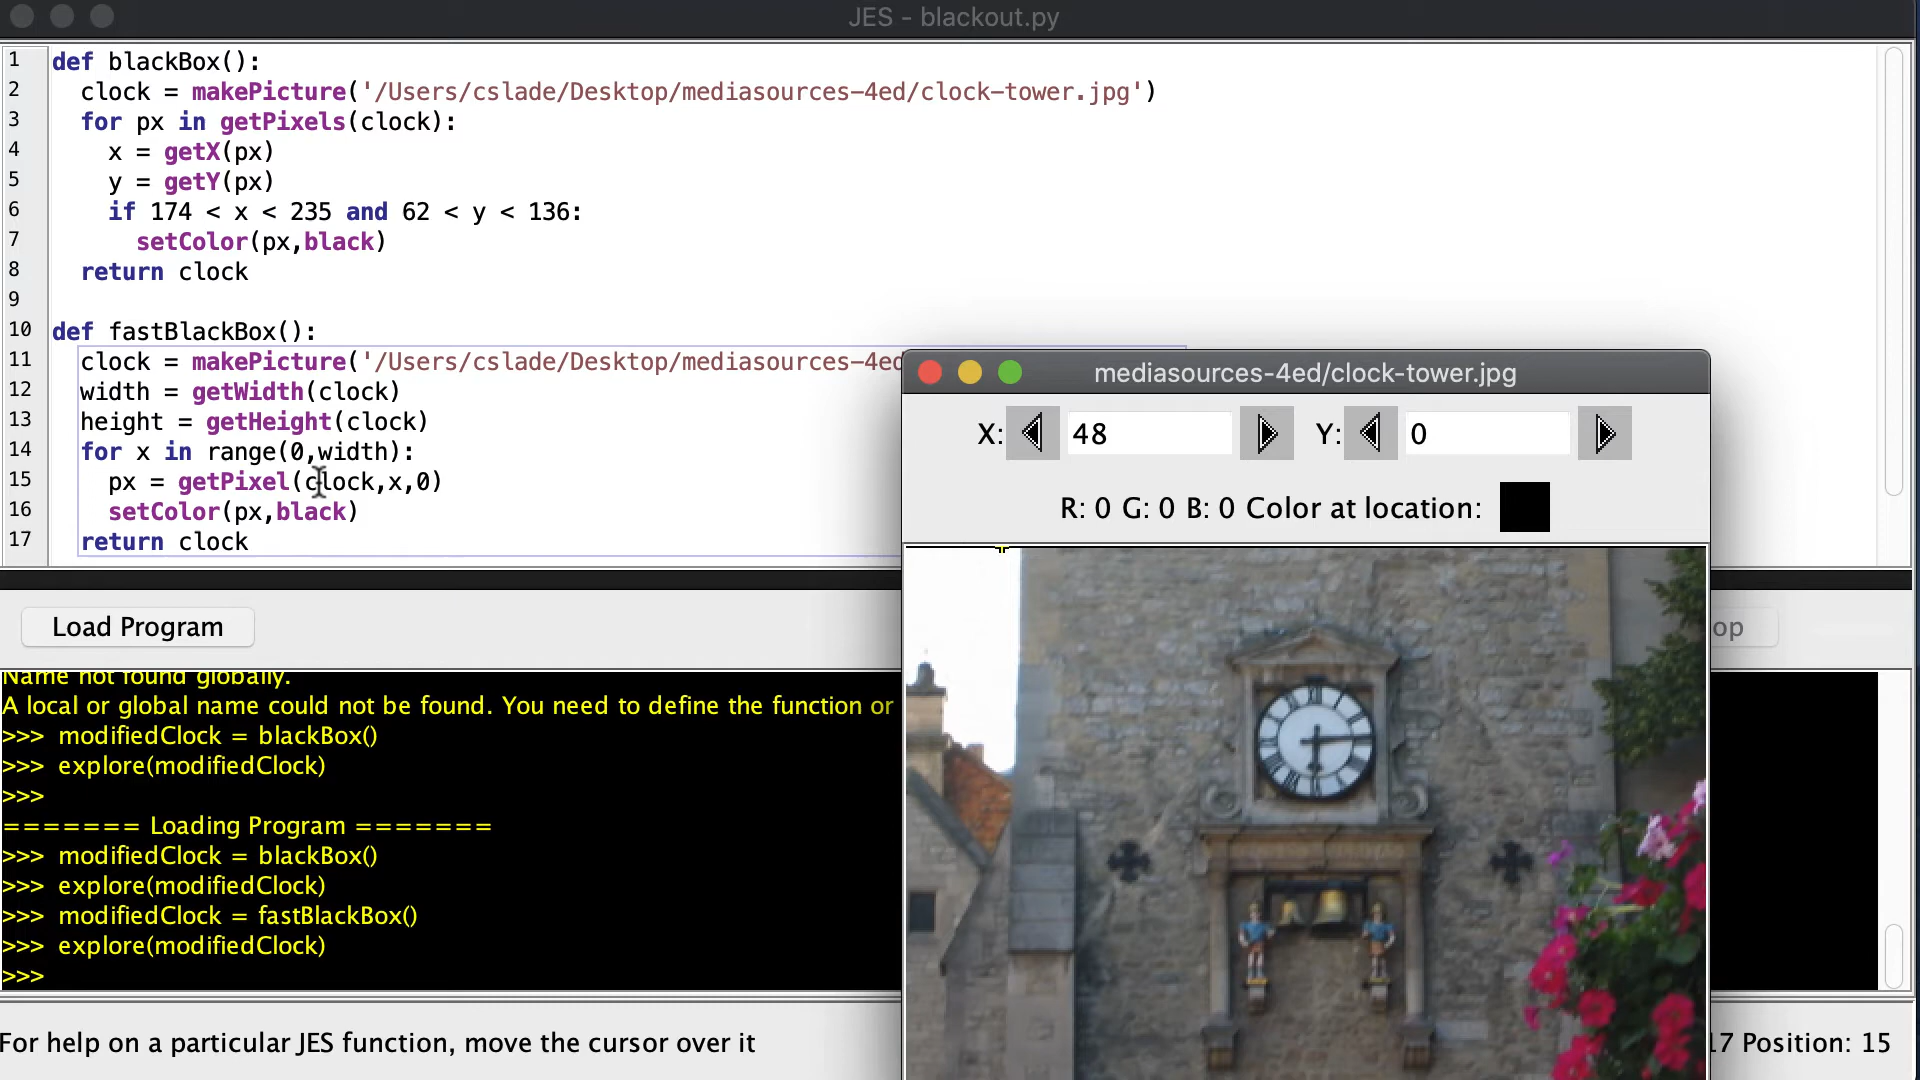 JES - blackout.py
1 def blackBox():
2 clock = makePicture('/Users/cslade/Desktop/mediasources-4ed/clock-tower.jpg')
3 for px in getPixels(clock):
4 x = getX(px)
5 y = getY(px)
6 if 174 < x < 235 and 62 < y < 136:
7 setColor(px,black)
8 return clock
9
10 def fastBlackBox():
11 clock = makePicture('/Users/cslade/Desktop/mediasources-4ed
12 width = getWidth(clock)
13 height = getHeight(clock)
14 for x in range(0,width):
15 px = getPixel(clock,x,0)
16 setColor(px,black)
17 return clock
mediasources-4ed/clock-tower.jpg
X: 48 Y: 0
R: 0 G: 0 B: 0 Color at location:
Load Program
op
Name not found globally.
A local or global name could not be found. You need to define the function or
>>> modifiedClock = blackBox()
>>> explore(modifiedClock)
>>>
======= Loading Program =======
>>> modifiedClock = blackBox()
>>> explore(modifiedClock)
>>> modifiedClock = fastBlackBox()
>>> explore(modifiedClock)
>>>
For help on a particular JES function, move the cursor over it
17 Position: 15